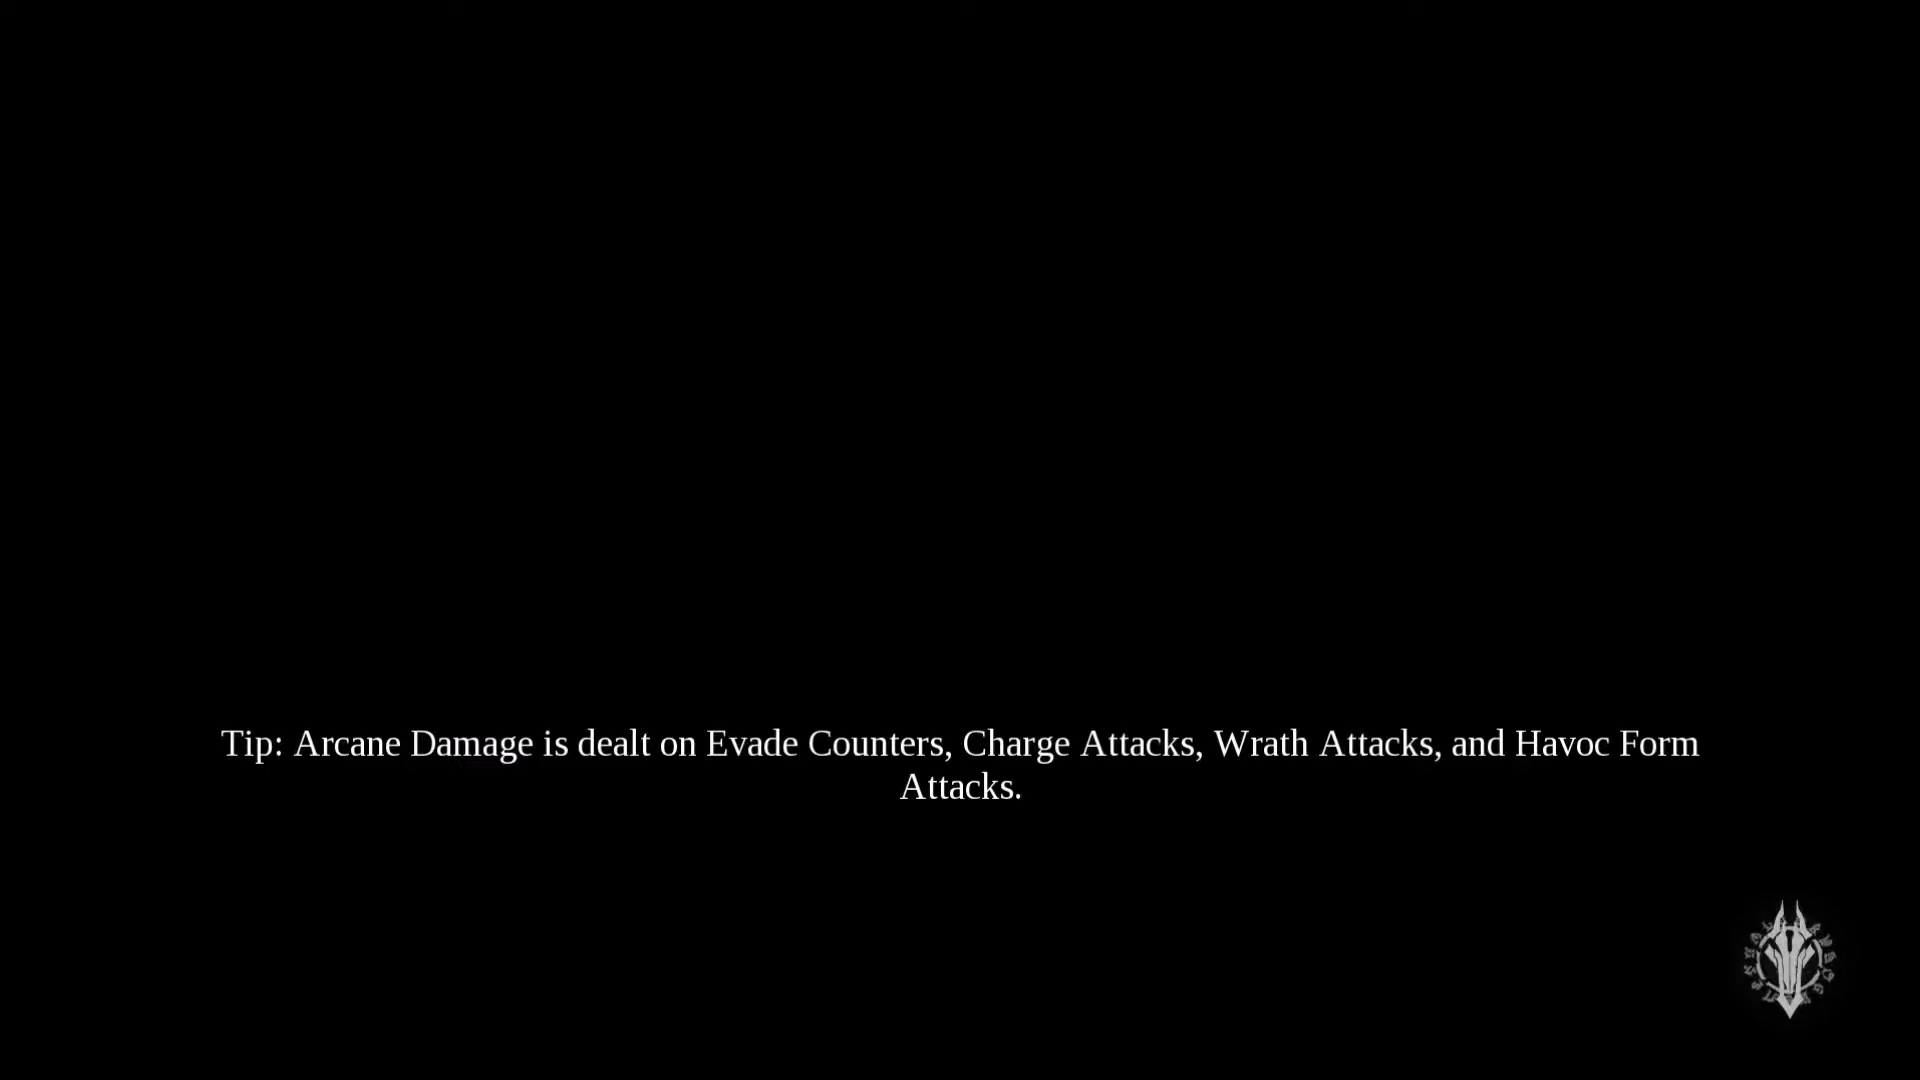 Tip: Arcane Damage is dealt on Evade Counters, Charge Attacks, Wrath Attacks, and Havoc Form
Attacks.